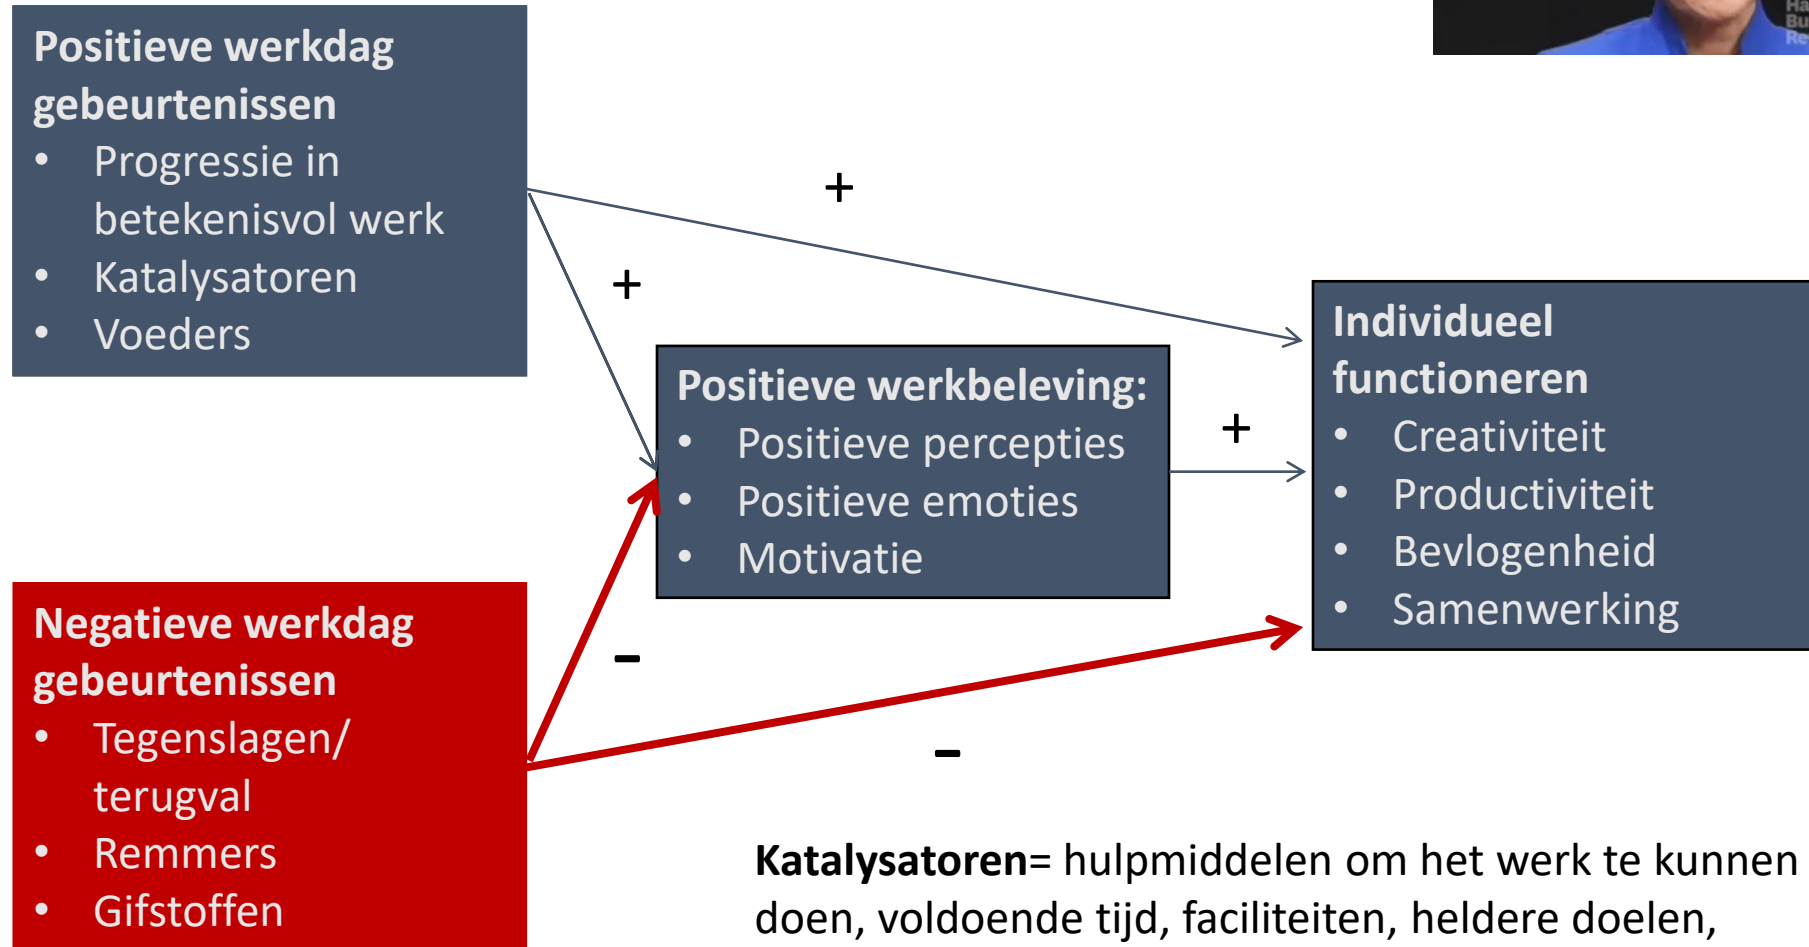 Positieve werkdag
gebeurtenissen
• Progressie in
betekenisvol werk
• Katalysatoren
• Voeders
+
+
Positieve werkbeleving:
• Positieve percepties
• Positieve emoties
• Motivatie
+
Individueel
functioneren
• Creativiteit
• Productiviteit
• Bevlogenheid
• Samenwerking
Negatieve werkdag
gebeurtenissen
• Tegenslagen/
terugval
• Remmers
• Gifstoffen
-
-
Katalysatoren= hulpmiddelen om het werk te kunnen
doen, voldoende tijd, faciliteiten, heldere doelen,